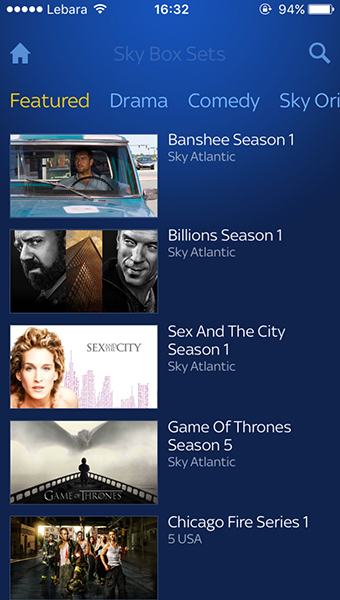 Lebara 16:32 94%
Sky Box Sets
Featured Drama Comedy Sky Ori
Banshee Season 1
Sky Atlantic
Billions Season 1
Sky Atlantic
SEX AND THE CITY
Sex And The City
Season 1
Sky Atlantic
GAME OF THRONES
Game Of Thrones
Season 5
Sky Atlantic
Chicago Fire Series 1
5 USA